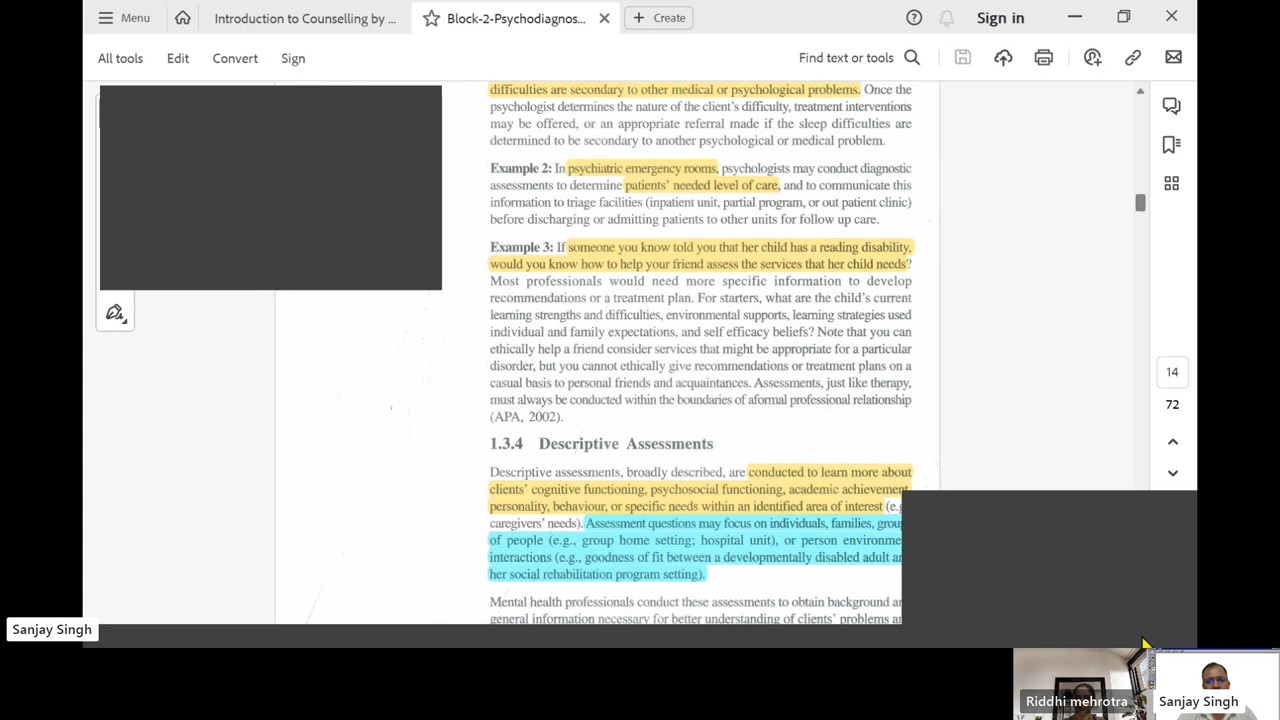 Menu
Introduction to Counselling by ...
Block-2-Psychodiagnos...
Create
Sign in
All tools
Edit
Convert
Sign
Find text or tools
difficulties are secondary to other medical or psychological problems. Once the
psychologist determines the nature of the client's difficulty, treatment interventions
may be offered, or an appropriate referral made if the sleep difficulties are
determined to be secondary to another psychological or medical problem.
Example 2: In psychiatric emergency rooms, psychologists may conduct diagnostic
assessments to determine patients' needed level of care, and to communicate this
information to triage facilities (inpatient unit, partial program, or out patient clinic)
before discharging or admitting patients to other units for follow up care.
Example 3: If someone you know told you that her child has a reading disability,
would you know how to help your friend assess the services that her child needs?
Most professionals would need more specific information to develop
recommendations or a treatment plan. For starters, what are the child's current
learning strengths and difficulties, environmental supports, learning strategies used
individual and family expectations, and self efficacy beliefs? Note that you can
ethically help a friend consider services that might be appropriate for a particular
disorder, but you cannot ethically give recommendations or treatment plans on a
casual basis to personal friends and acquaintances. Assessments, just like therapy,
must always be conducted within the boundaries of aformal professional relationship
(APA, 2002).
1.3.4 Descriptive Assessments
Descriptive assessments, broadly described, are conducted to learn more about
clients' cognitive functioning, psychosocial functioning, academic achievement,
personality, behaviour, or specific needs within an identified area of interest
caregivers' needs). Assessment questions may focus on individuals, families,
of people (e.g., group home setting; hospital unit), or person
interactions (e.g., goodness of fit between a developmentally disabled adult
her social rehabilitation program setting).
Mental health professionals conduct these assessments to obtain background
general information necessary for better understanding of clients' problems
14
72
Sanjay Singh
Riddhi mehrotra
Sanjay Singh